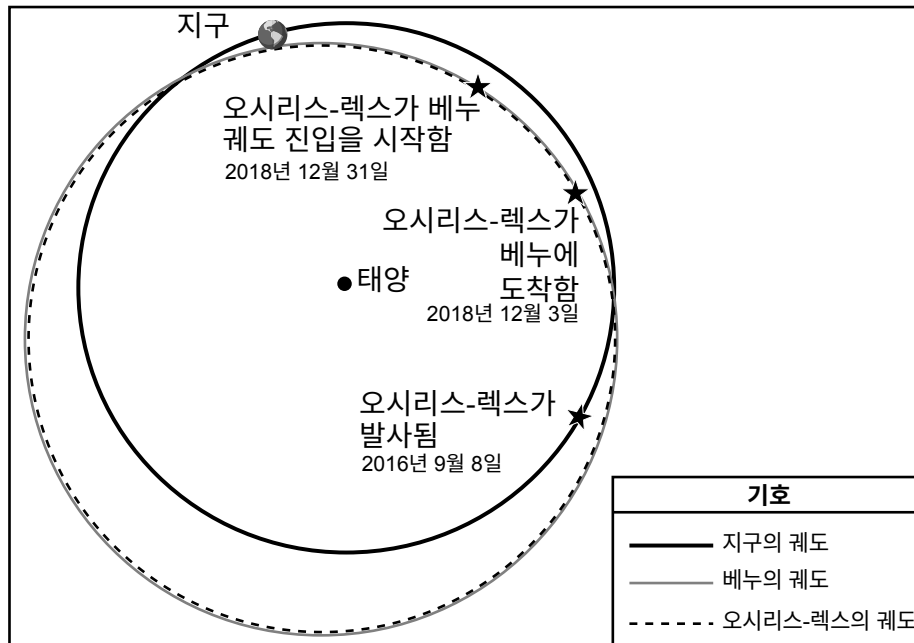 지구
오시리스-렉스가 베누
궤도 진입을 시작함
2018년 12월 31일
오시리스-렉스가
베누에
도착함
2018년 12월 3일
태양
오시리스-렉스가
발사됨
2016년 9월 8일
기호
지구의 궤도
베누의 궤도
오시리스-렉스의 궤도